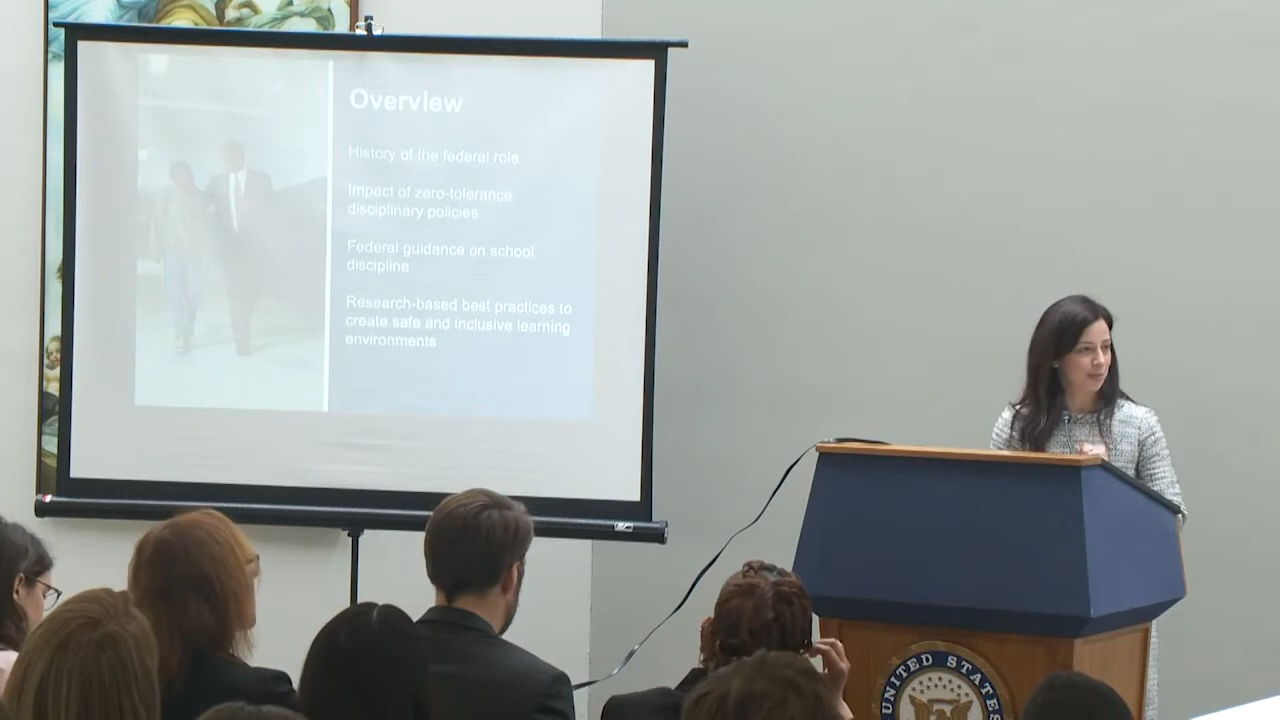 Overview
History of the federal role
Impact of zero-tolerance
disciplinary policies
Federal guidance on school
discipline
Research-based best practices to
create safe and inclusive learning
environments
UNITED STATES